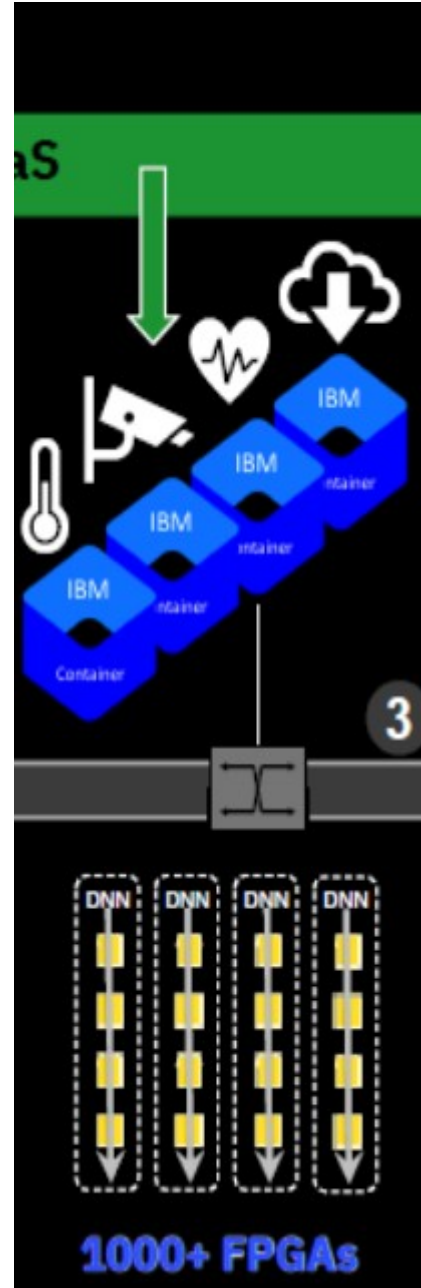 aS
IBM
IBM
ntainer
IBM
ntainer
IBM
ntainer
Container
3
DNN DNN DNN DNN
1000+ FPGAs